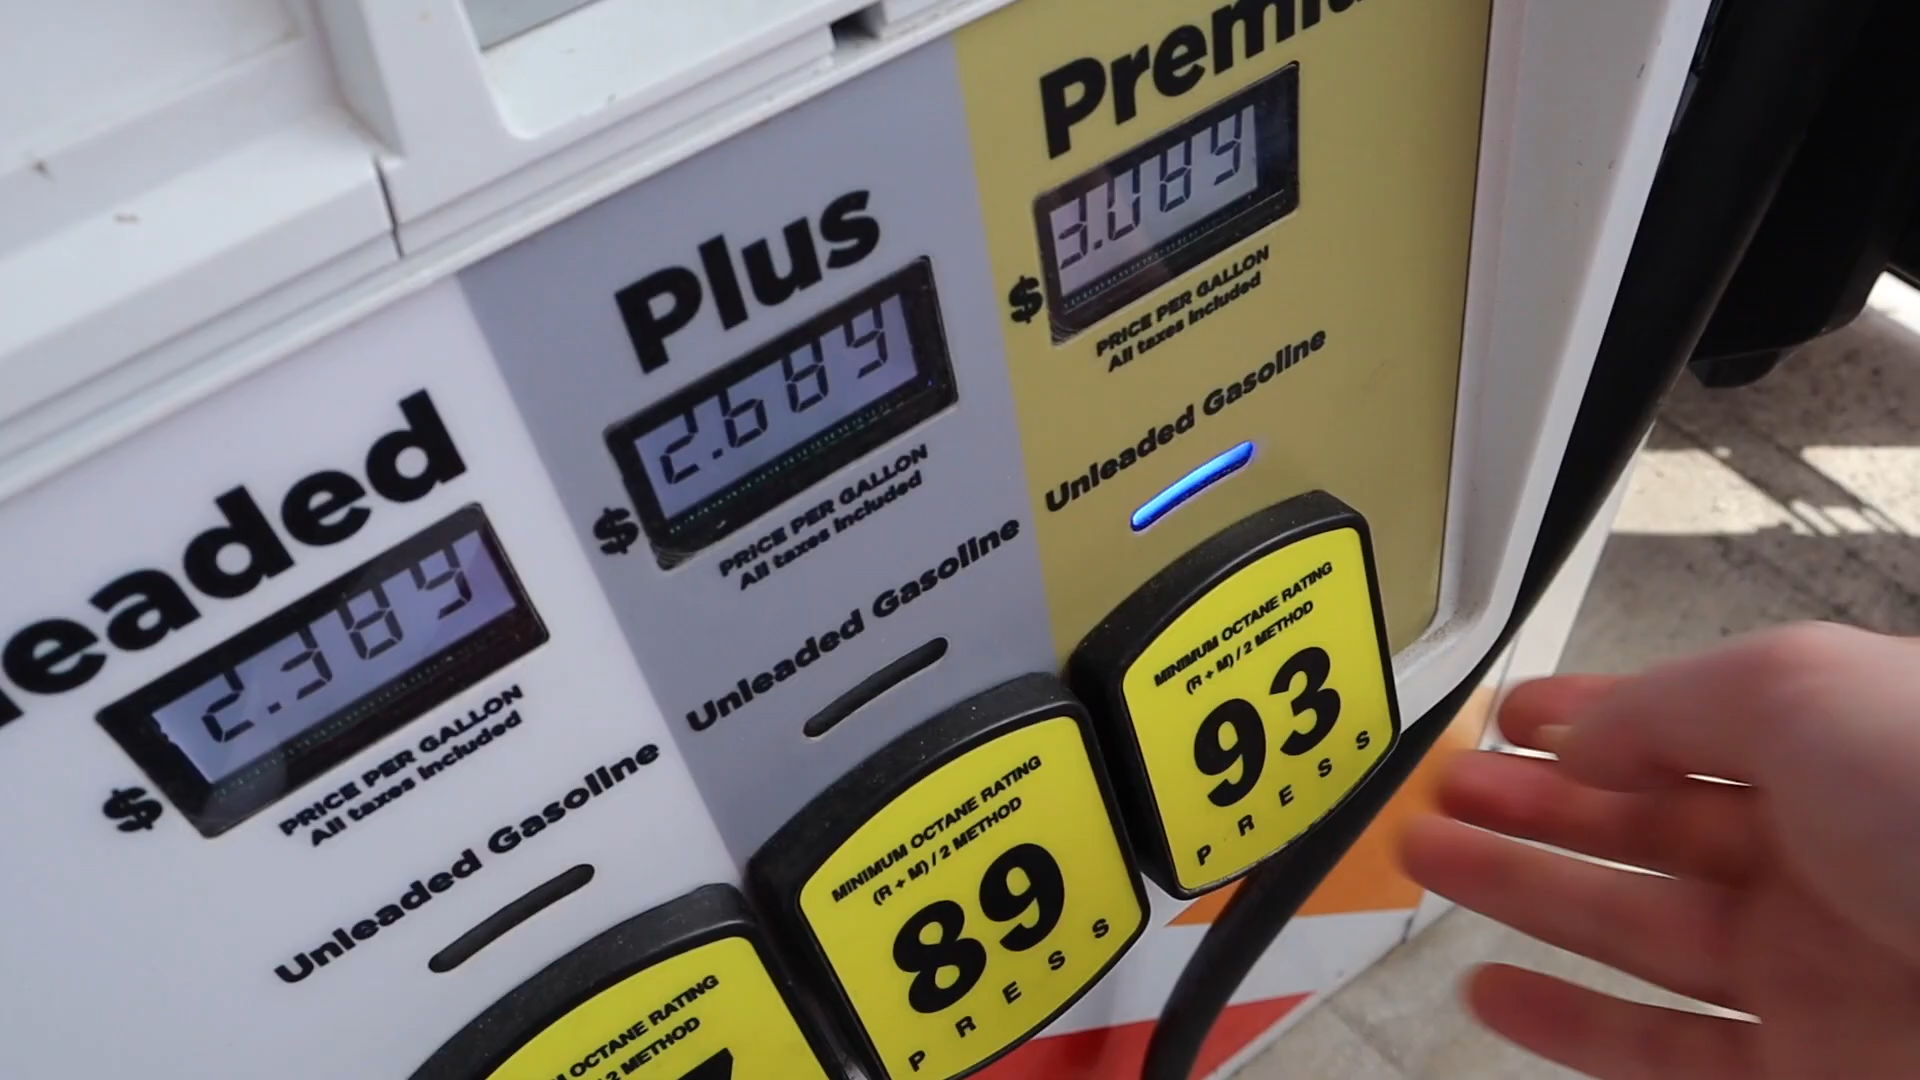 eaded
2.389
$
PRICE PER GALLON
All taxes included
Unleaded Gasoline
OCTANE RATING
2 METHOD
7
Plus
2.689
$
PRICE PER GALLON
All taxes included
Unleaded Gasoline
MINIMUM OCTANE RATING
(R + M) / 2 METHOD
89
PRESS
Premiu
3.089
$
PRICE PER GALLON
All taxes included
Unleaded Gasoline
MINIMUM OCTANE RATING
(R + M) / 2 METHOD
93
PRESS